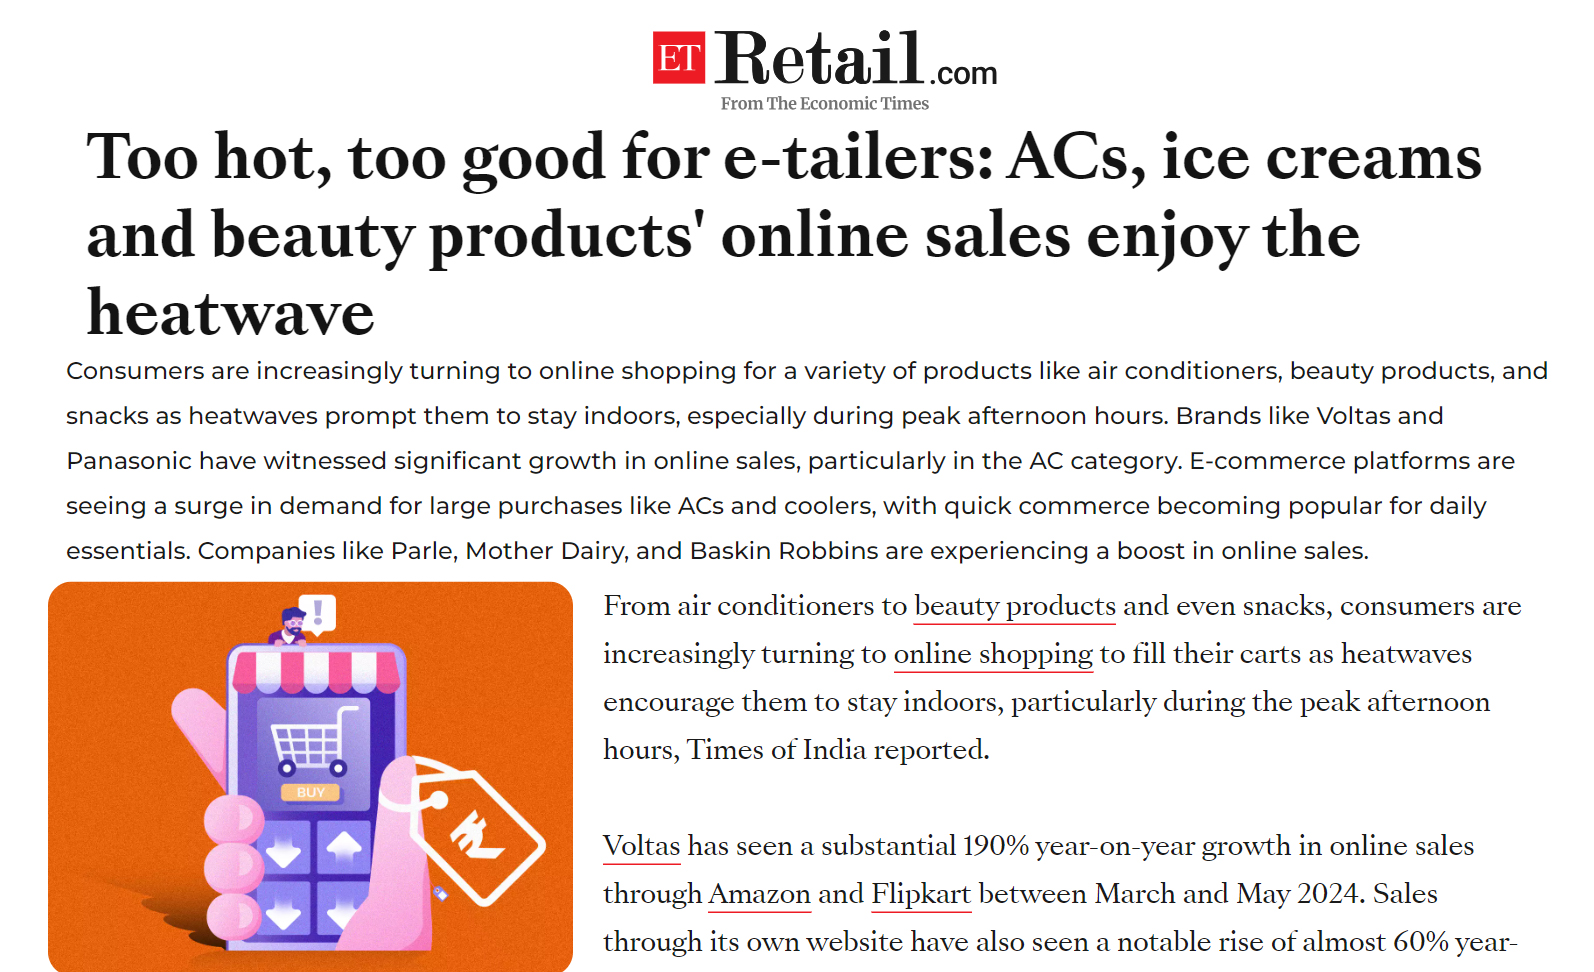 ET Retail.com
From The Economic Times
Too hot, too good for e-tailers: ACs, ice creams
and beauty products' online sales enjoy the
heatwave
Consumers are increasingly turning to online shopping for a variety of products like air conditioners, beauty products, and
snacks as heatwaves prompt them to stay indoors, especially during peak afternoon hours. Brands like Voltas and
Panasonic have witnessed significant growth in online sales, particularly in the AC category. E-commerce platforms are
seeing a surge in demand for large purchases like ACs and coolers, with quick commerce becoming popular for daily
essentials. Companies like Parle, Mother Dairy, and Baskin Robbins are experiencing a boost in online sales.
!
BUY
₹
From air conditioners to beauty products and even snacks, consumers are
increasingly turning to online shopping to fill their carts as heatwaves
encourage them to stay indoors, particularly during the peak afternoon
hours, Times of India reported.
Voltas has seen a substantial 190% year-on-year growth in online sales
through Amazon and Flipkart between March and May 2024. Sales
through its own website have also seen a notable rise of almost 60% year-